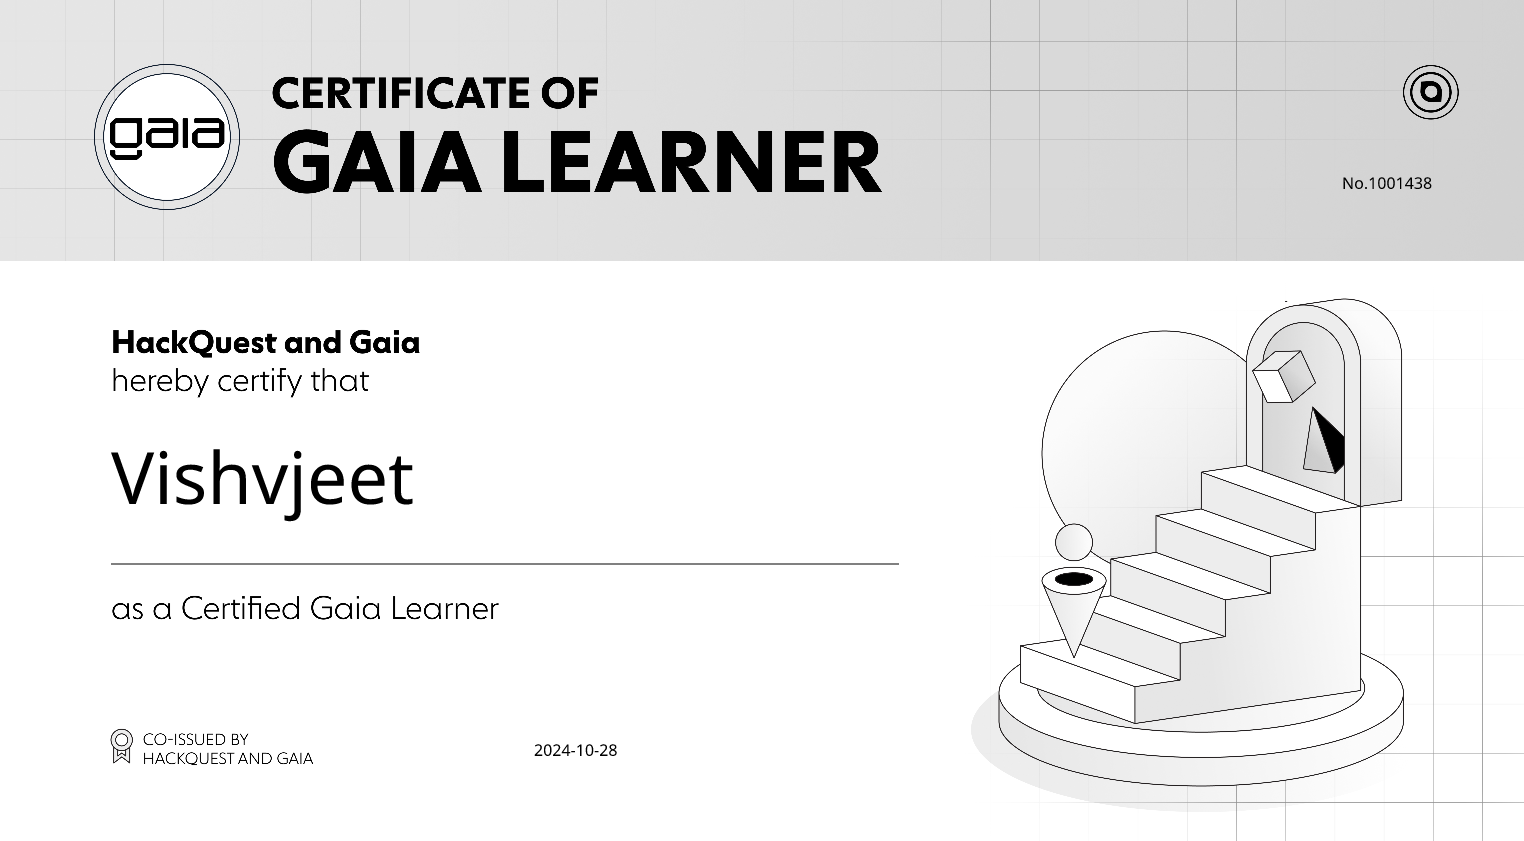 gaia
CERTIFICATE OF
GAIA LEARNER
No.1001438
HackQuest and Gaia
hereby certify that
Vishvjeet
as a Certified Gaia Learner
CO-ISSUED BY
HACKQUEST AND GAIA
2024-10-28